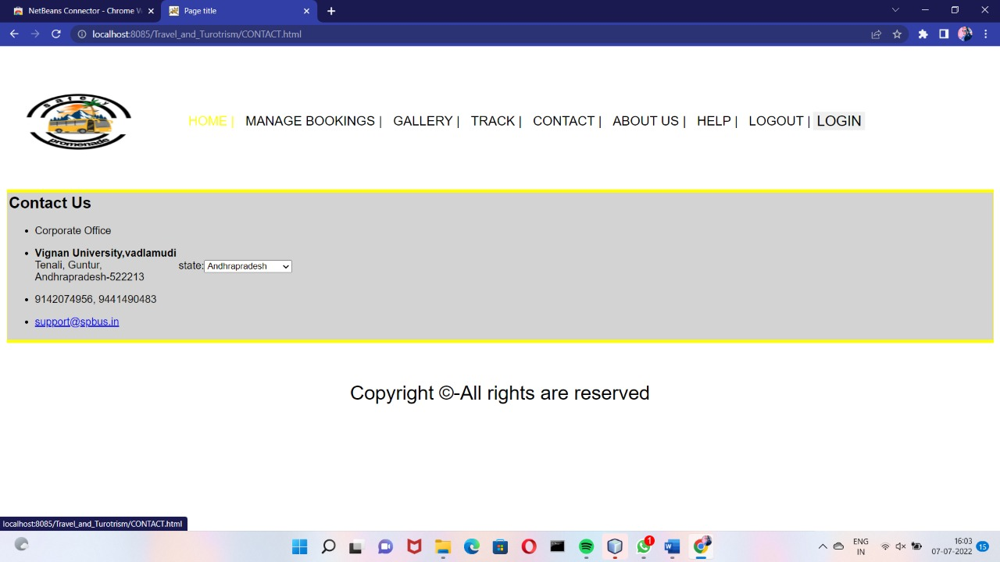 NetBeans Connector - Chrome W
Page title
localhost:8085/Travel_and_Turotrism/CONTACT.html
safety
promenade
HOME | MANAGE BOOKINGS | GALLERY | TRACK | CONTACT | ABOUT US | HELP | LOGOUT | LOGIN
Contact Us
Corporate Office
Vignan University,vadlamudi
Tenali, Guntur,
Andhrapradesh-522213
state: Andhrapradesh
9142074956, 9441490483
support@spbus.in
Copyright ©-All rights are reserved
localhost:8085/Travel_and_Turotrism/CONTACT.html
1
ENG
IN
16:03
07-07-2022
15